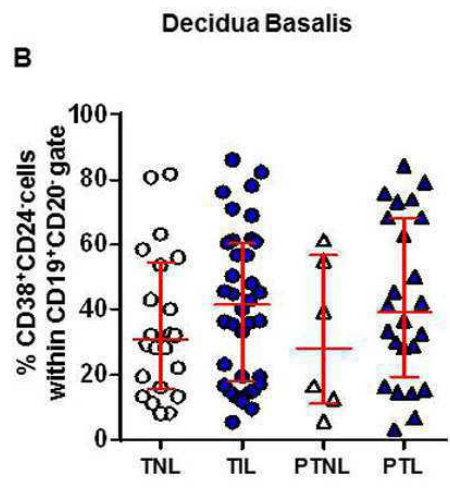 Decidua Basalis
B
% CD38⁺CD24⁻cells
within CD19⁺CD20⁻ gate
100
80
60
40
20
0
TNL TIL PTNL PTL